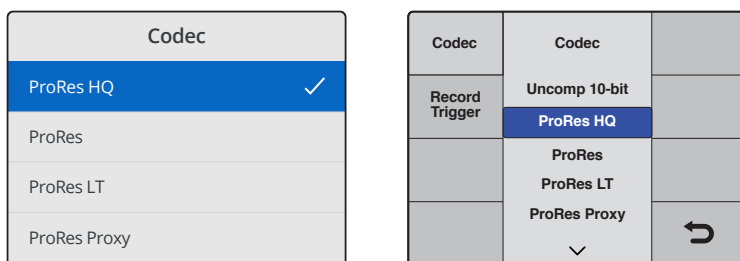 Codec
ProRes HQ
ProRes
ProRes LT
ProRes Proxy
Codec
Record
Trigger
Codec
Uncomp 10-bit
ProRes HQ
ProRes
ProRes LT
ProRes Proxy